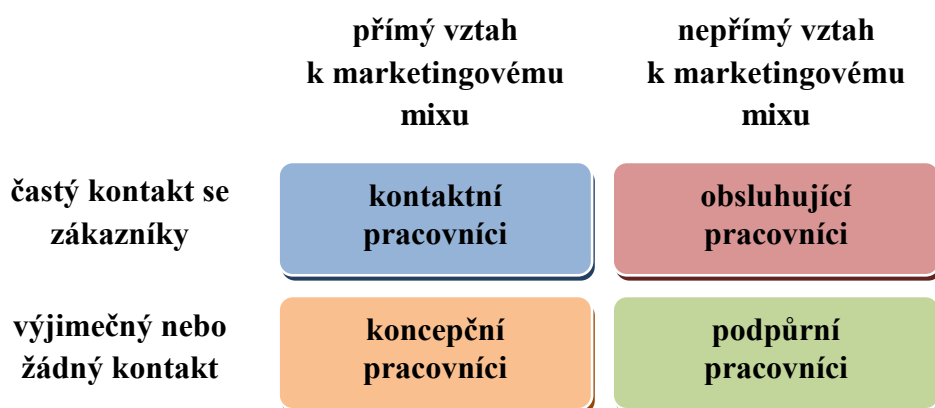 přímý vztah
k marketingovému
mixu
nepřímý vztah
k marketingovému
mixu
častý kontakt se
zákazníky
kontaktní
pracovníci
obsluhující
pracovníci
výjimečný nebo
žádný kontakt
koncepční
pracovníci
podpůrní
pracovníci